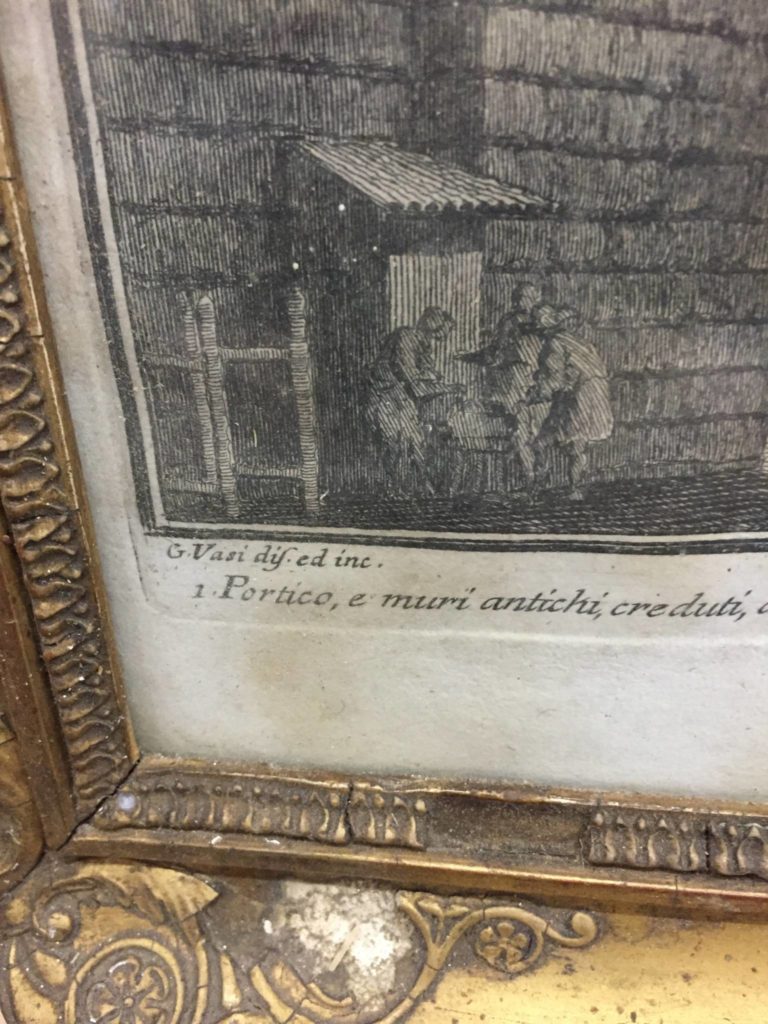 G. Vasi dis. ed inc.
1. Portico, e muri antichi, creduti,